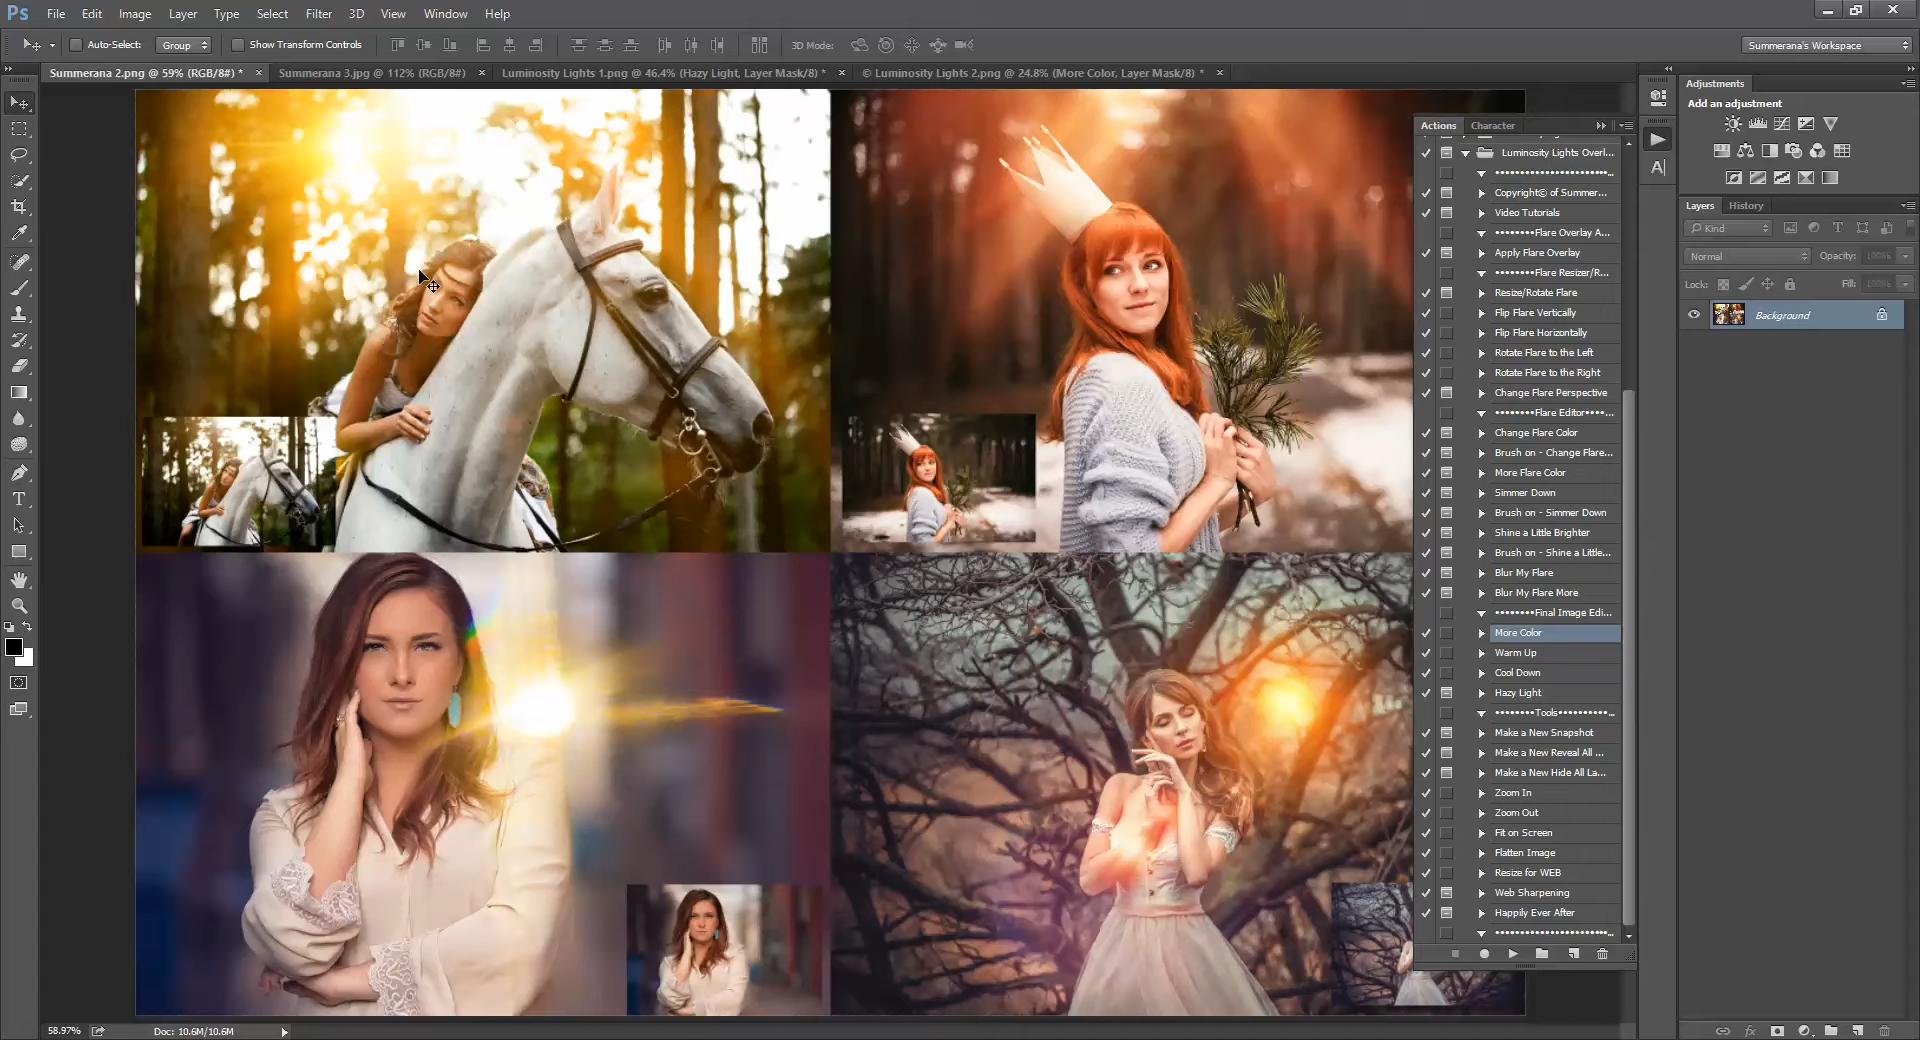 Ps File Edit Image Layer Type Select Filter 3D View Window Help
Auto-Select: Group Show Transform Controls 3D Mode: Summerana's Workspace
Summerana 2.png @ 59% (RGB/8#) * × Summerana 3.jpg @ 112% (RGB/8#) × Luminosity Lights 1.png @ 46.4% (Hazy Light, Layer Mask/8) * × © Luminosity Lights 2.png @ 24.8% (More Color, Layer Mask/8) * ×
Actions Character
Luminosity Lights Overl...
••••••••••••••••••••••••...
Copyright© of Summer...
Video Tutorials
••••••••Flare Overlay A...
Apply Flare Overlay
••••••••Flare Resizer/R...
Resize/Rotate Flare
Flip Flare Vertically
Flip Flare Horizontally
Rotate Flare to the Left
Rotate Flare to the Right
Change Flare Perspective
••••••••Flare Editor••••...
Change Flare Color
Brush on - Change Flare...
More Flare Color
Simmer Down
Brush on - Simmer Down
Shine a Little Brighter
Brush on - Shine a Little...
Blur My Flare
Blur My Flare More
••••••••Final Image Edi...
More Color
Warm Up
Cool Down
Hazy Light
••••••••Tools••••••••••...
Make a New Snapshot
Make a New Reveal All ...
Make a New Hide All La...
Zoom In
Zoom Out
Fit on Screen
Flatten Image
Resize for WEB
Web Sharpening
Happily Ever After
••••••••••••••••••••••••...
Adjustments
Add an adjustment
Layers History
Kind
Normal Opacity: 100%
Lock: Fill: 100%
Background
58.97% Doc: 10.6M/10.6M